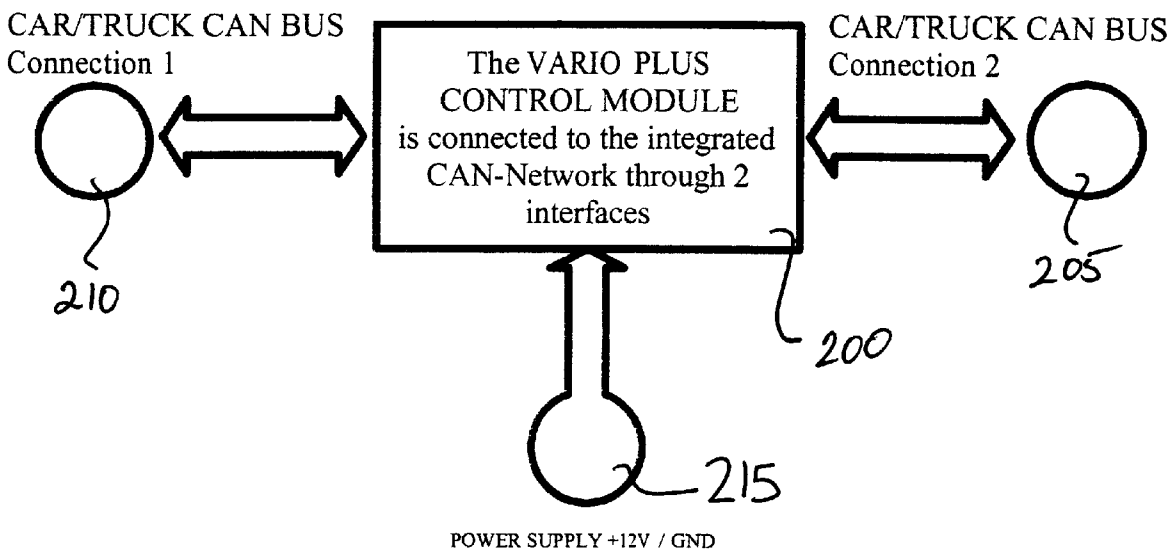 CAR/TRUCK CAN BUS
Connection 1
The VARIO PLUS
CONTROL MODULE
is connected to the integrated
CAN-Network through 2
interfaces
CAR/TRUCK CAN BUS
Connection 2
210
205
200
215
POWER SUPPLY +12V / GND